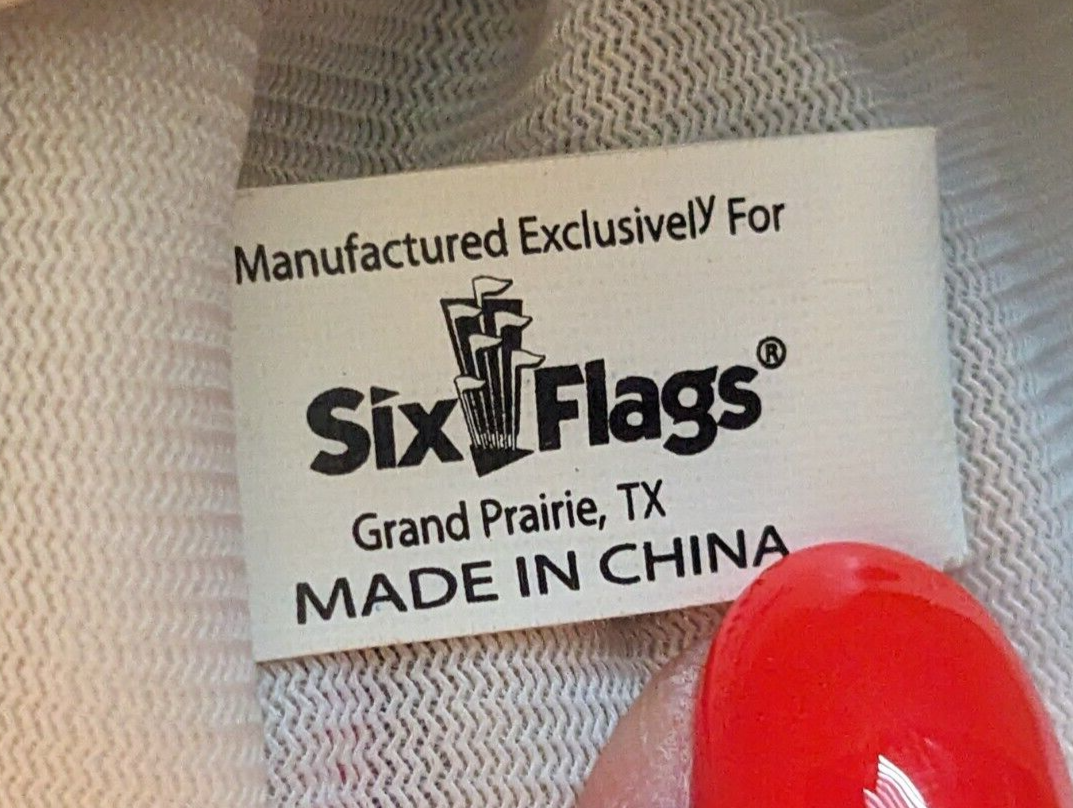 Manufactured Exclusively For
Six Flags®
Grand Prairie, TX
MADE IN CHINA